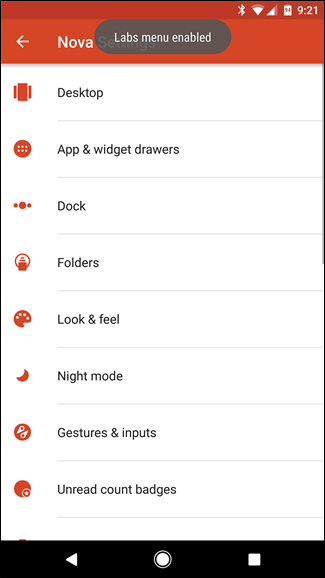 9:21
Nova Settings
Labs menu enabled
Desktop
App & widget drawers
Dock
Folders
Look & feel
Night mode
Gestures & inputs
Unread count badges